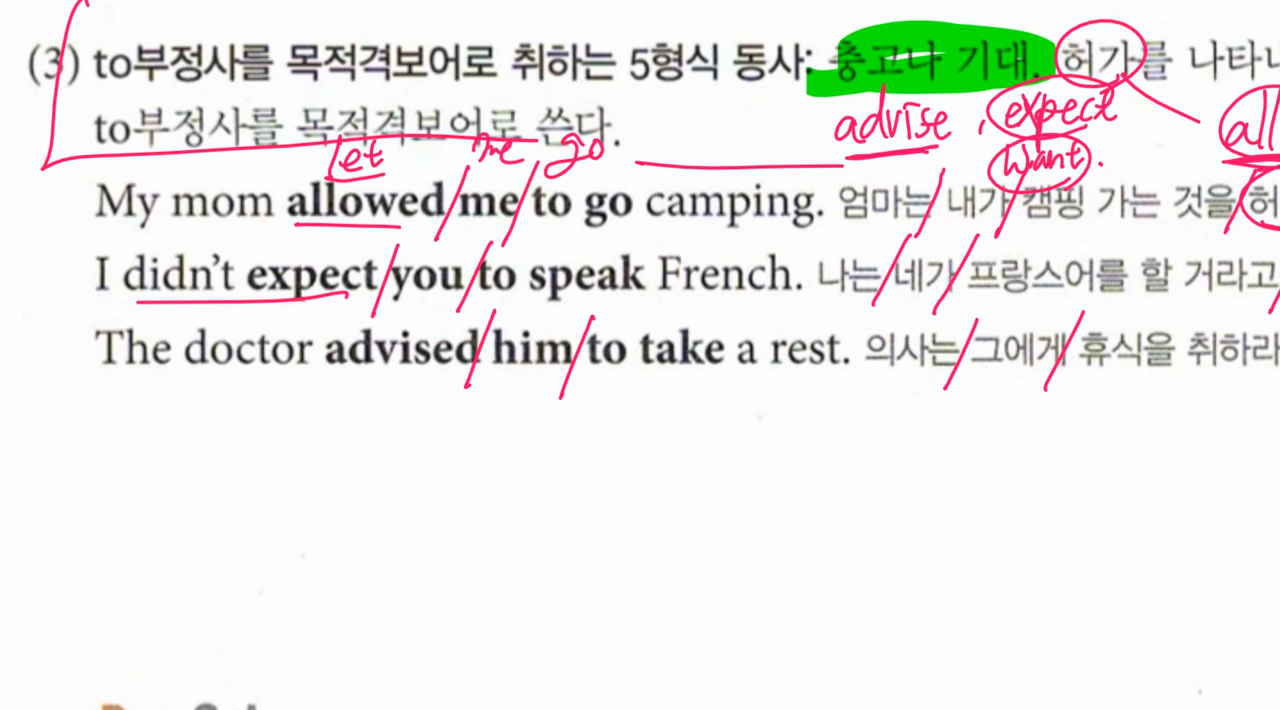 (3) to부정사를 목적격보어로 취하는 5형식 동사: 충고나 기대, 허가를 나타내
to부정사를 목적격보어로 쓴다.
advise, expect
want.
all
let me go
My mom allowed me to go camping. 엄마는 내가 캠핑 가는 것을 허
I didn't expect you to speak French. 나는 네가 프랑스어를 할 거라고
The doctor advised him to take a rest. 의사는 그에게 휴식을 취하라